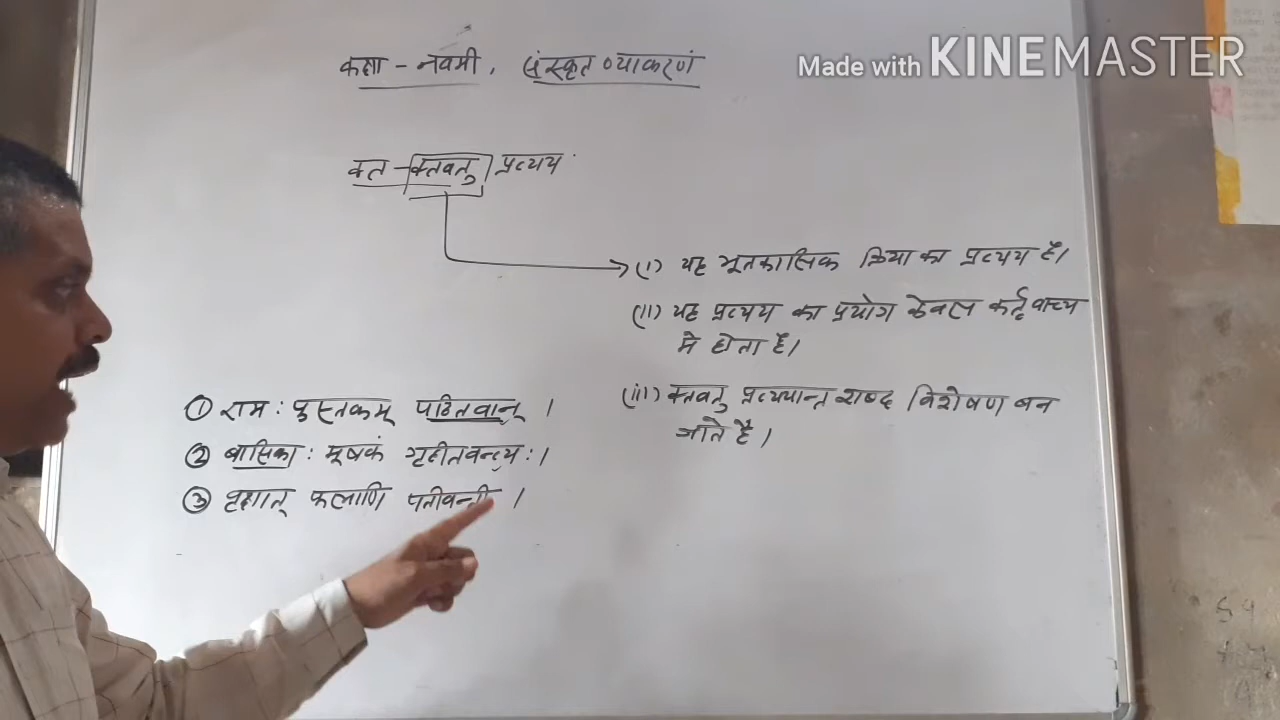 कक्षा - नवमी, संस्कृत व्याकरणं
Made with KINEMASTER
क्त - क्तवतु प्रत्यय
(i) यह भूतकालिक क्रिया का प्रत्यय है।
(ii) यह प्रत्यय का प्रयोग केवल कर्तृवाच्य
मे होता है।
(iii) क्तवतु प्रत्ययान्त शब्द विशेषण बन
जाते है।
① रामः पुस्तकम् पठितवान् ।
② बालिकाः मूषकं गृहीतवन्त्यः ।
③ वृक्षात् फलाणि पतीवन्ती ।